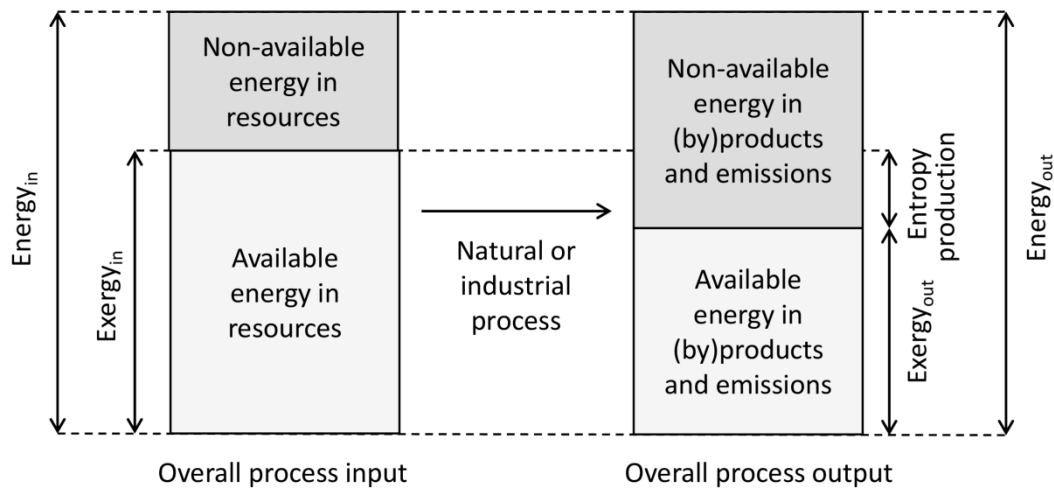 Energy_in
Exergy_in
Non-available
energy in
resources
Available
energy in
resources
Overall process input
Natural or
industrial
process
Non-available
energy in
(by)products
and emissions
Available
energy in
(by)products
and emissions
Overall process output
Entropy
production
Exergy_out
Energy_out